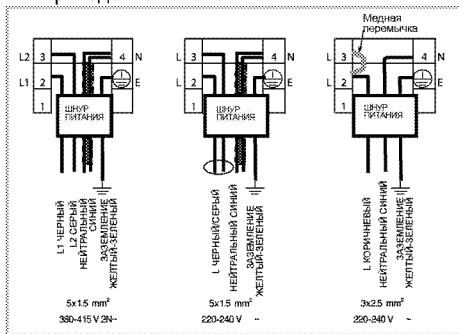 Медная
перемычка
L2 3 4 N
L1 2 E
1
ШНУР
ПИТАНИЯ
L1 ЧЕРНЫЙ
L2 СЕРЫЙ
НЕЙТРАЛЬНЫЙ
СИНИЙ
ЗАЗЕМЛЕНИЕ
ЖЕЛТЫЙ-ЗЕЛЕНЫЙ
5x1.5 mm²
380-415 V 2N~
L 3 4 N
L 2 E
1
ШНУР
ПИТАНИЯ
L ЧЕРНЫЙ/СЕРЫЙ
НЕЙТРАЛЬНЫЙ СИНИЙ
ЗАЗЕМЛЕНИЕ
ЖЕЛТЫЙ-ЗЕЛЕНЫЙ
5x1.5 mm²
220-240 V ~
L 3 4 N
L 2 E
1
ШНУР
ПИТАНИЯ
L КОРИЧНЕВЫЙ
НЕЙТРАЛЬНЫЙ СИНИЙ
ЗАЗЕМЛЕНИЕ
ЖЕЛТЫЙ-ЗЕЛЕНЫЙ
3x2.5 mm²
220-240 V ~